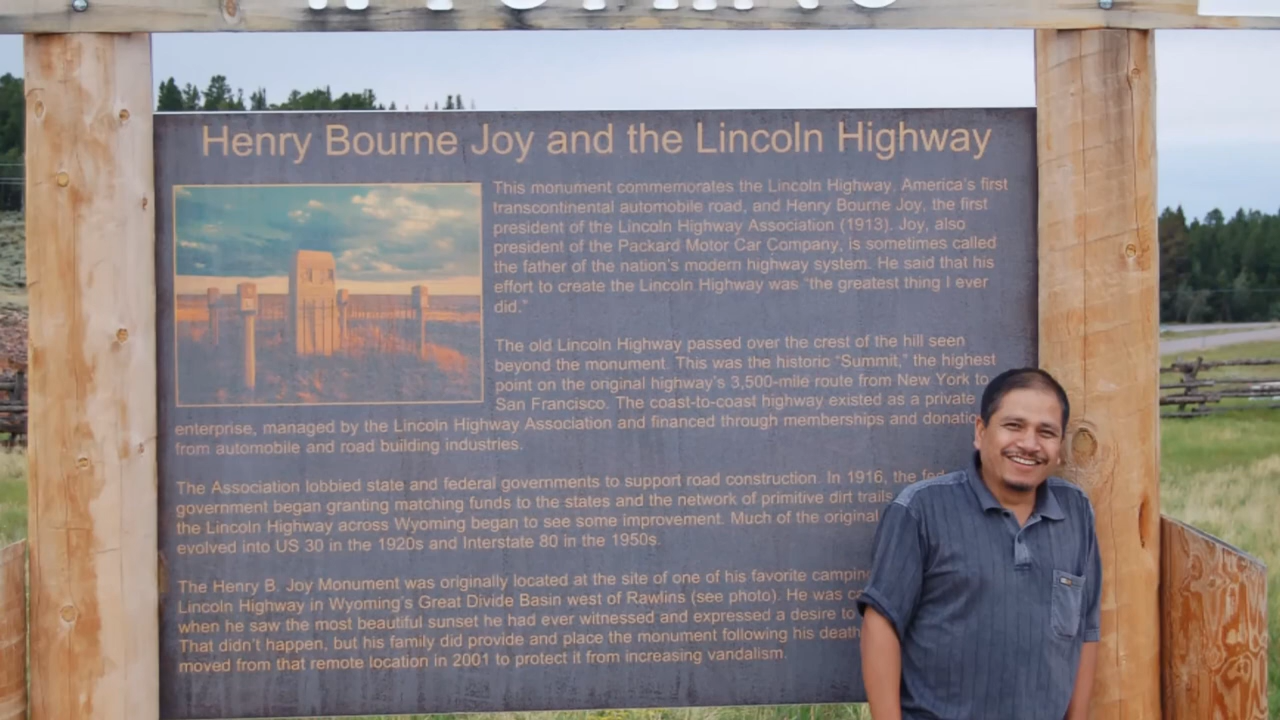 Henry Bourne Joy and the Lincoln Highway
This monument commemorates the Lincoln Highway, America's first
transcontinental automobile road, and Henry Bourne Joy, the first
president of the Lincoln Highway Association (1913). Joy, also
president of the Packard Motor Car Company, is sometimes called
the father of the nation's modern highway system. He said that his
effort to create the Lincoln Highway was "the greatest thing I ever
did."
The old Lincoln Highway passed over the crest of the hill seen
beyond the monument. This was the historic "Summit," the highest
point on the original highway's 3,500-mile route from New York to
San Francisco. The coast-to-coast highway existed as a private
enterprise, managed by the Lincoln Highway Association and financed through memberships and
from automobile and road building industries.
The Association lobbied state and federal governments to support road construction. In 1916, the
government began granting matching funds to the states and the network of primitive dirt trails
the Lincoln Highway across Wyoming began to see some improvement. Much of the original
evolved into US 30 in the 1920s and Interstate 80 in the 1950s.
The Henry B. Joy Monument was originally located at the site of one of his favorite
Lincoln Highway in Wyoming's Great Divide Basin west of Rawlins (see photo). He was
when he saw the most beautiful sunset he had ever witnessed and expressed a desire to
That didn't happen, but his family did provide and place the monument following his death
moved from that remote location in 2001 to protect it from increasing vandalism.